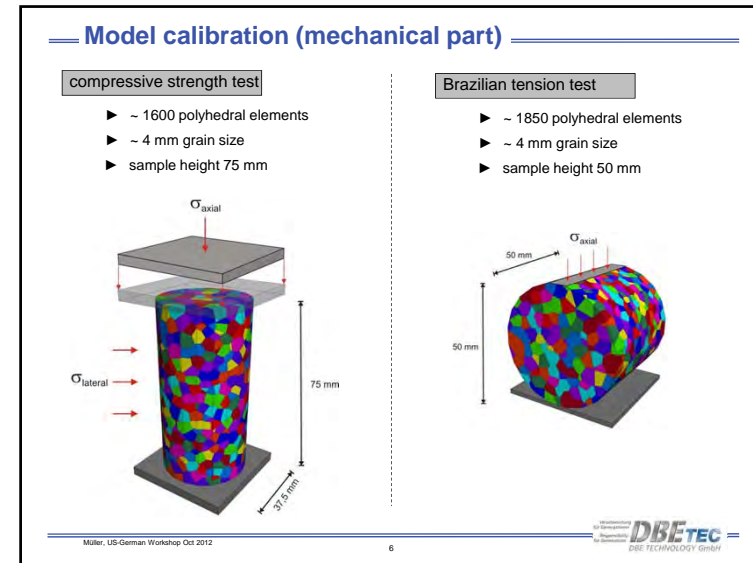 Model calibration (mechanical part)
compressive strength test
► ~ 1600 polyhedral elements
► ~ 4 mm grain size
► sample height 75 mm
σaxial
σlateral
75 mm
37,5 mm
Brazilian tension test
► ~ 1850 polyhedral elements
► ~ 4 mm grain size
► sample height 50 mm
50 mm
σaxial
50 mm
Müller, US-German Workshop Oct 2012
6
DBETEC
DBE TECHNOLOGY GmbH